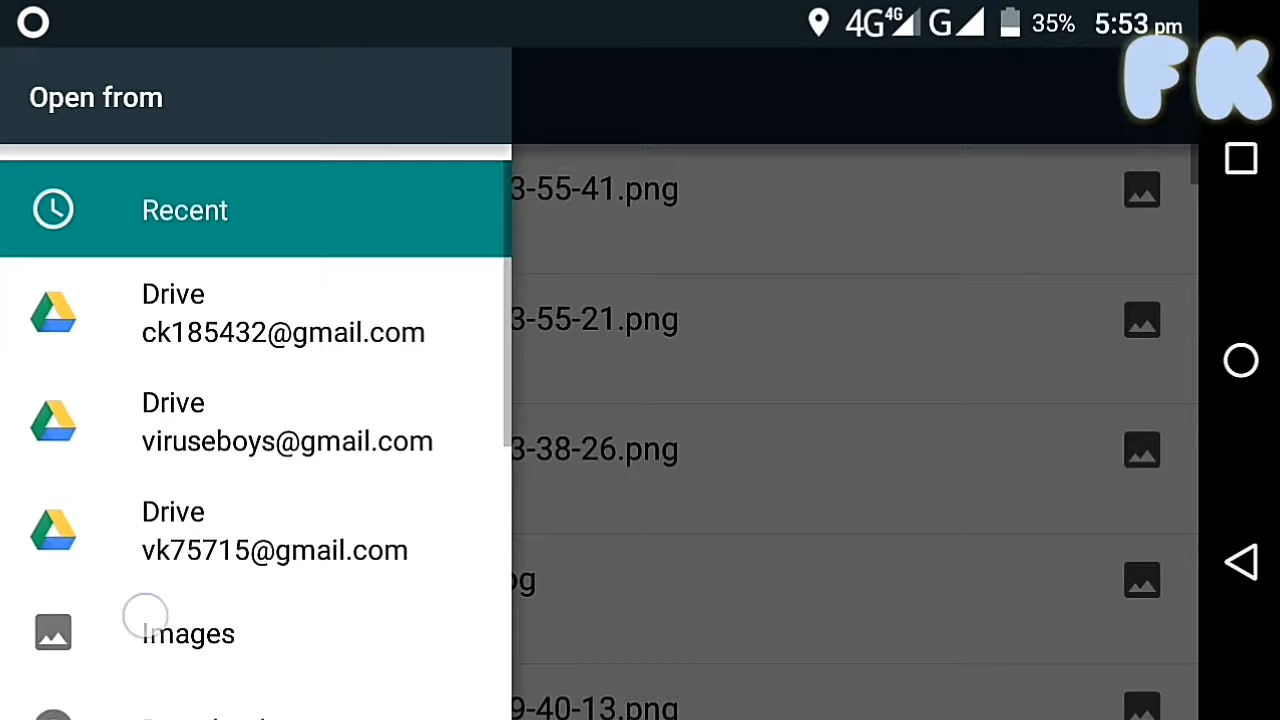 4G 4G G 35% 5:53 pm
FK
Open from
Recent
3-55-41.png
Drive
ck185432@gmail.com
3-55-21.png
Drive
viruseboys@gmail.com
3-38-26.png
Drive
vk75715@gmail.com
Images
9-40-13.png